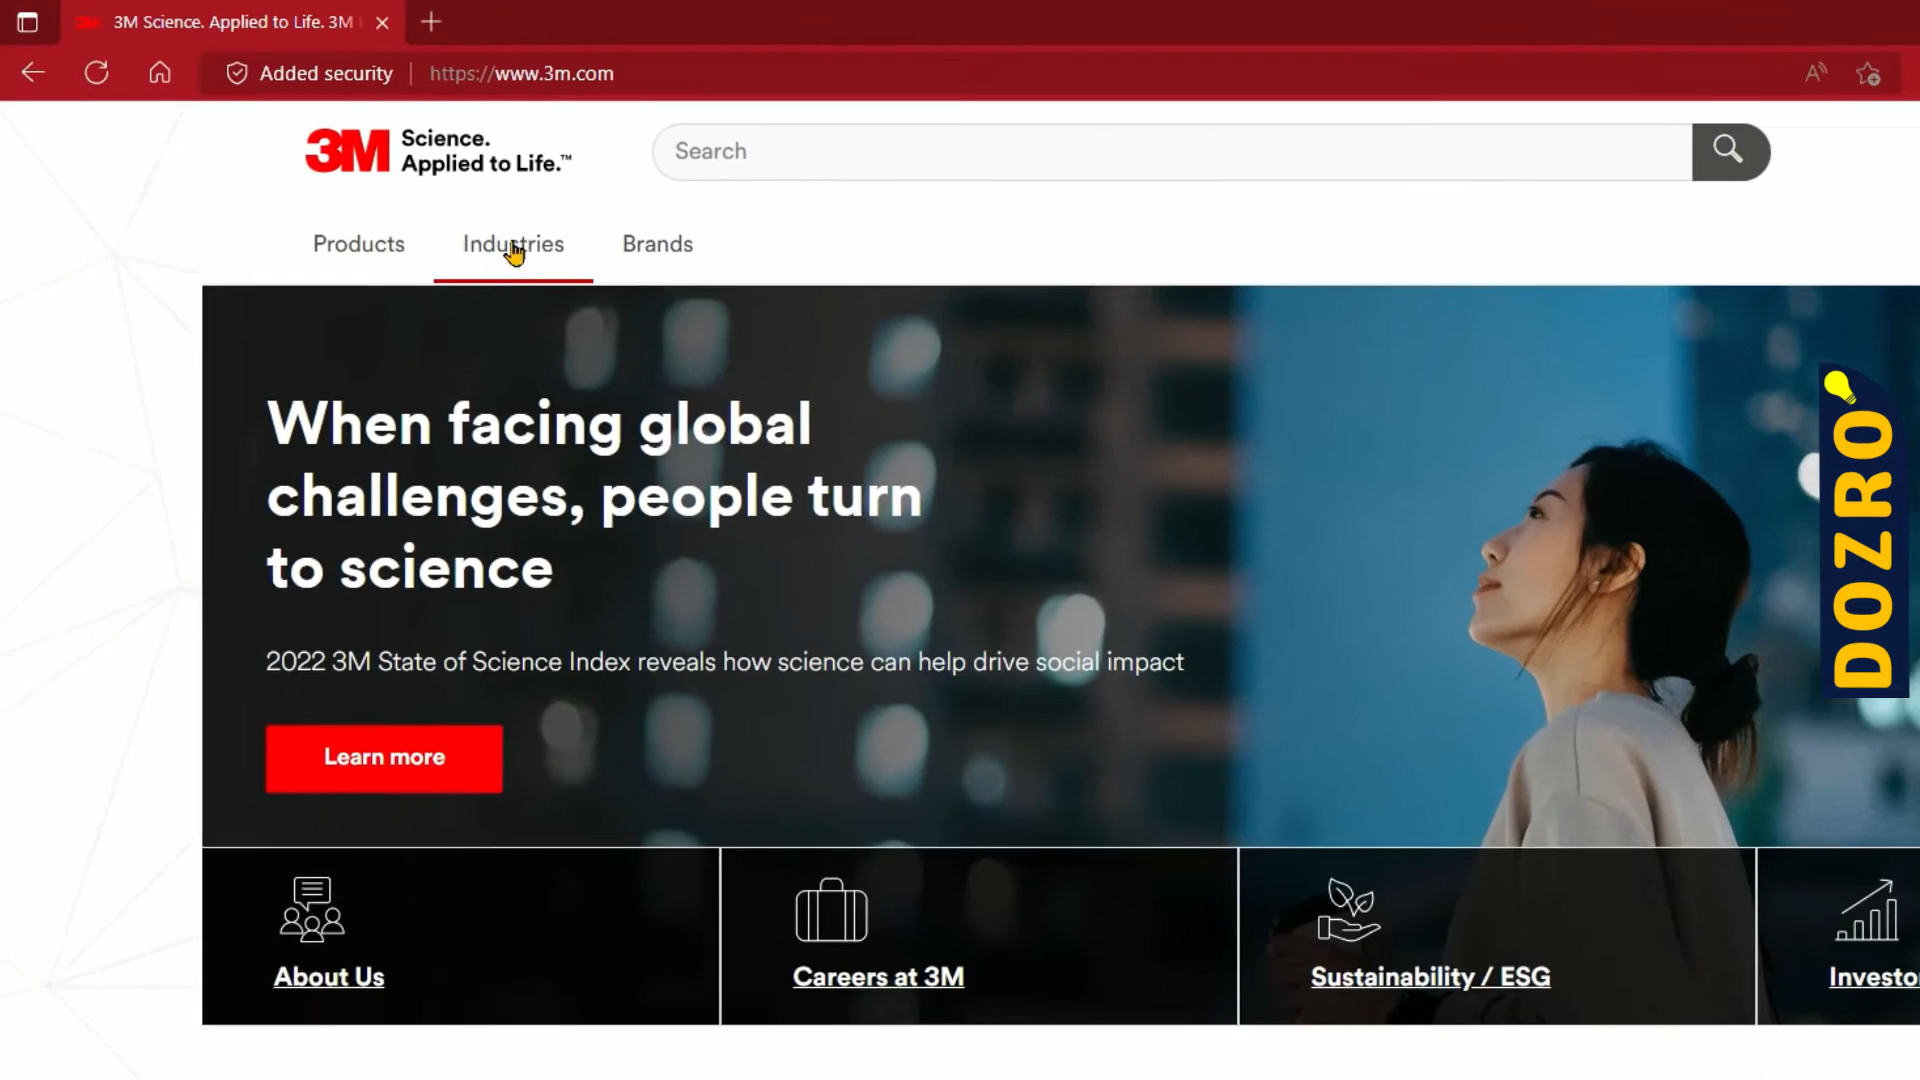 3M Science. Applied to Life. 3M
Added security
https://www.3m.com
3M Science.
Applied to Life.™
Search
Products
Industries
Brands
When facing global
challenges, people turn
to science
2022 3M State of Science Index reveals how science can help drive social impact
Learn more
DOZRO
About Us
Careers at 3M
Sustainability / ESG
Investo